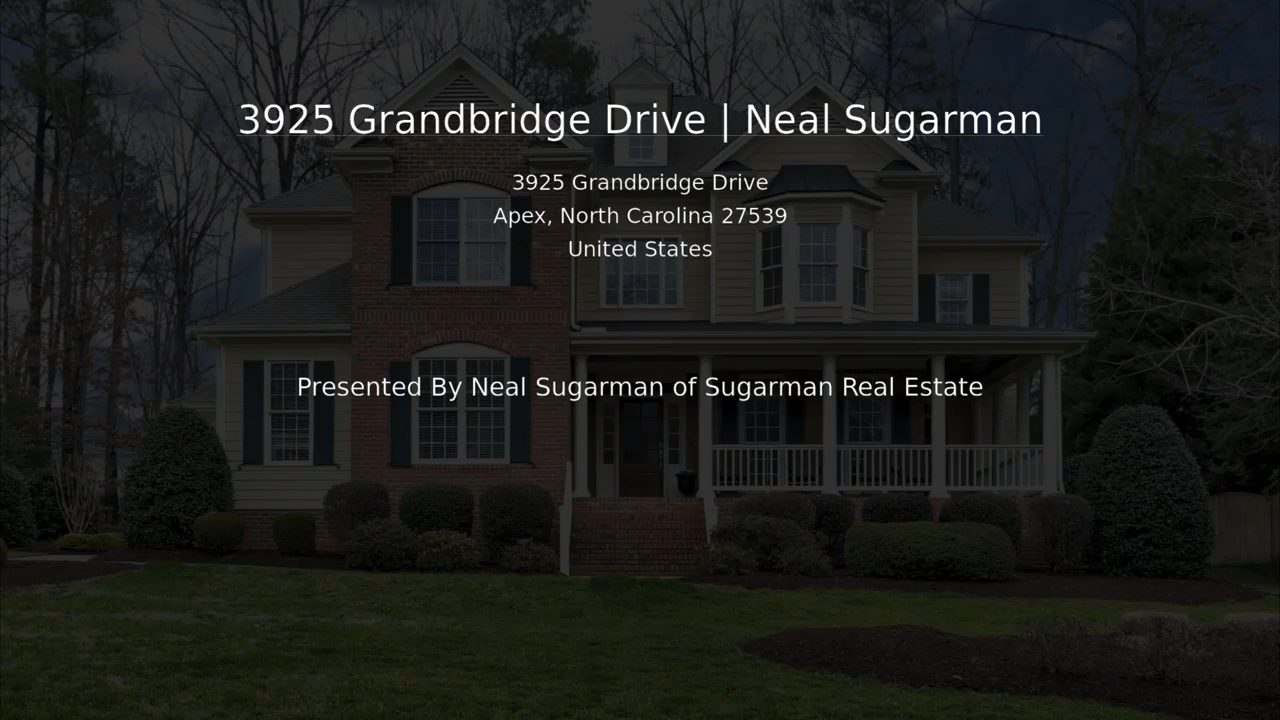 3925 Grandbridge Drive | Neal Sugarman
3925 Grandbridge Drive
Apex, North Carolina 27539
United States
Presented By Neal Sugarman of Sugarman Real Estate